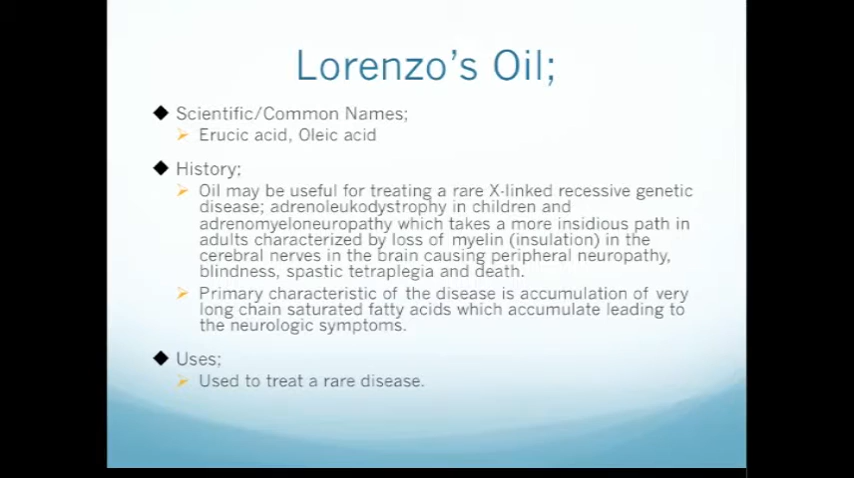 Lorenzo's Oil;
Scientific/Common Names;
Erucic acid, Oleic acid
History;
Oil may be useful for treating a rare X-linked recessive genetic
disease; adrenoleukodystrophy in children and
adrenomyeloneuropathy which takes a more insidious path in
adults characterized by loss of myelin (insulation) in the
cerebral nerves in the brain causing peripheral neuropathy,
blindness, spastic tetraplegia and death.
Primary characteristic of the disease is accumulation of very
long chain saturated fatty acids which accumulate leading to
the neurologic symptoms.
Uses;
Used to treat a rare disease.